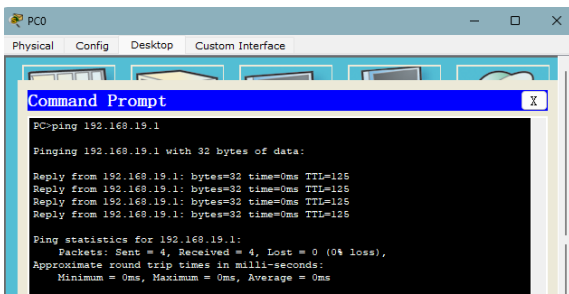 PC0
Physical Config Desktop Custom Interface
Command Prompt X
PC>ping 192.168.19.1
Pinging 192.168.19.1 with 32 bytes of data:
Reply from 192.168.19.1: bytes=32 time=0ms TTL=125
Reply from 192.168.19.1: bytes=32 time=0ms TTL=125
Reply from 192.168.19.1: bytes=32 time=0ms TTL=125
Reply from 192.168.19.1: bytes=32 time=0ms TTL=125
Ping statistics for 192.168.19.1:
Packets: Sent = 4, Received = 4, Lost = 0 (0% loss),
Approximate round trip times in milli-seconds:
Minimum = 0ms, Maximum = 0ms, Average = 0ms